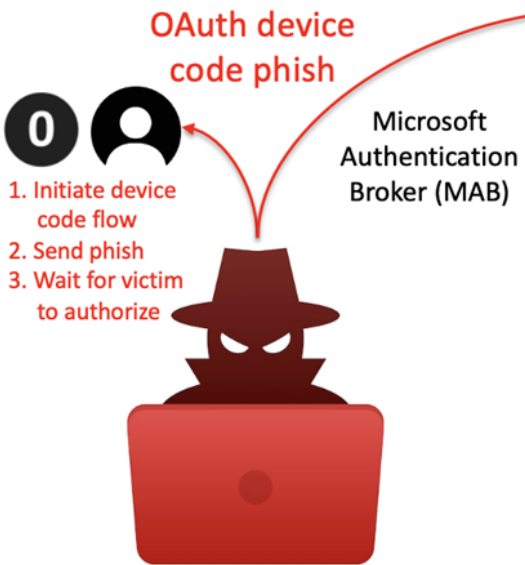 OAuth device
code phish
0
Microsoft
Authentication
Broker (MAB)
1. Initiate device
code flow
2. Send phish
3. Wait for victim
to authorize